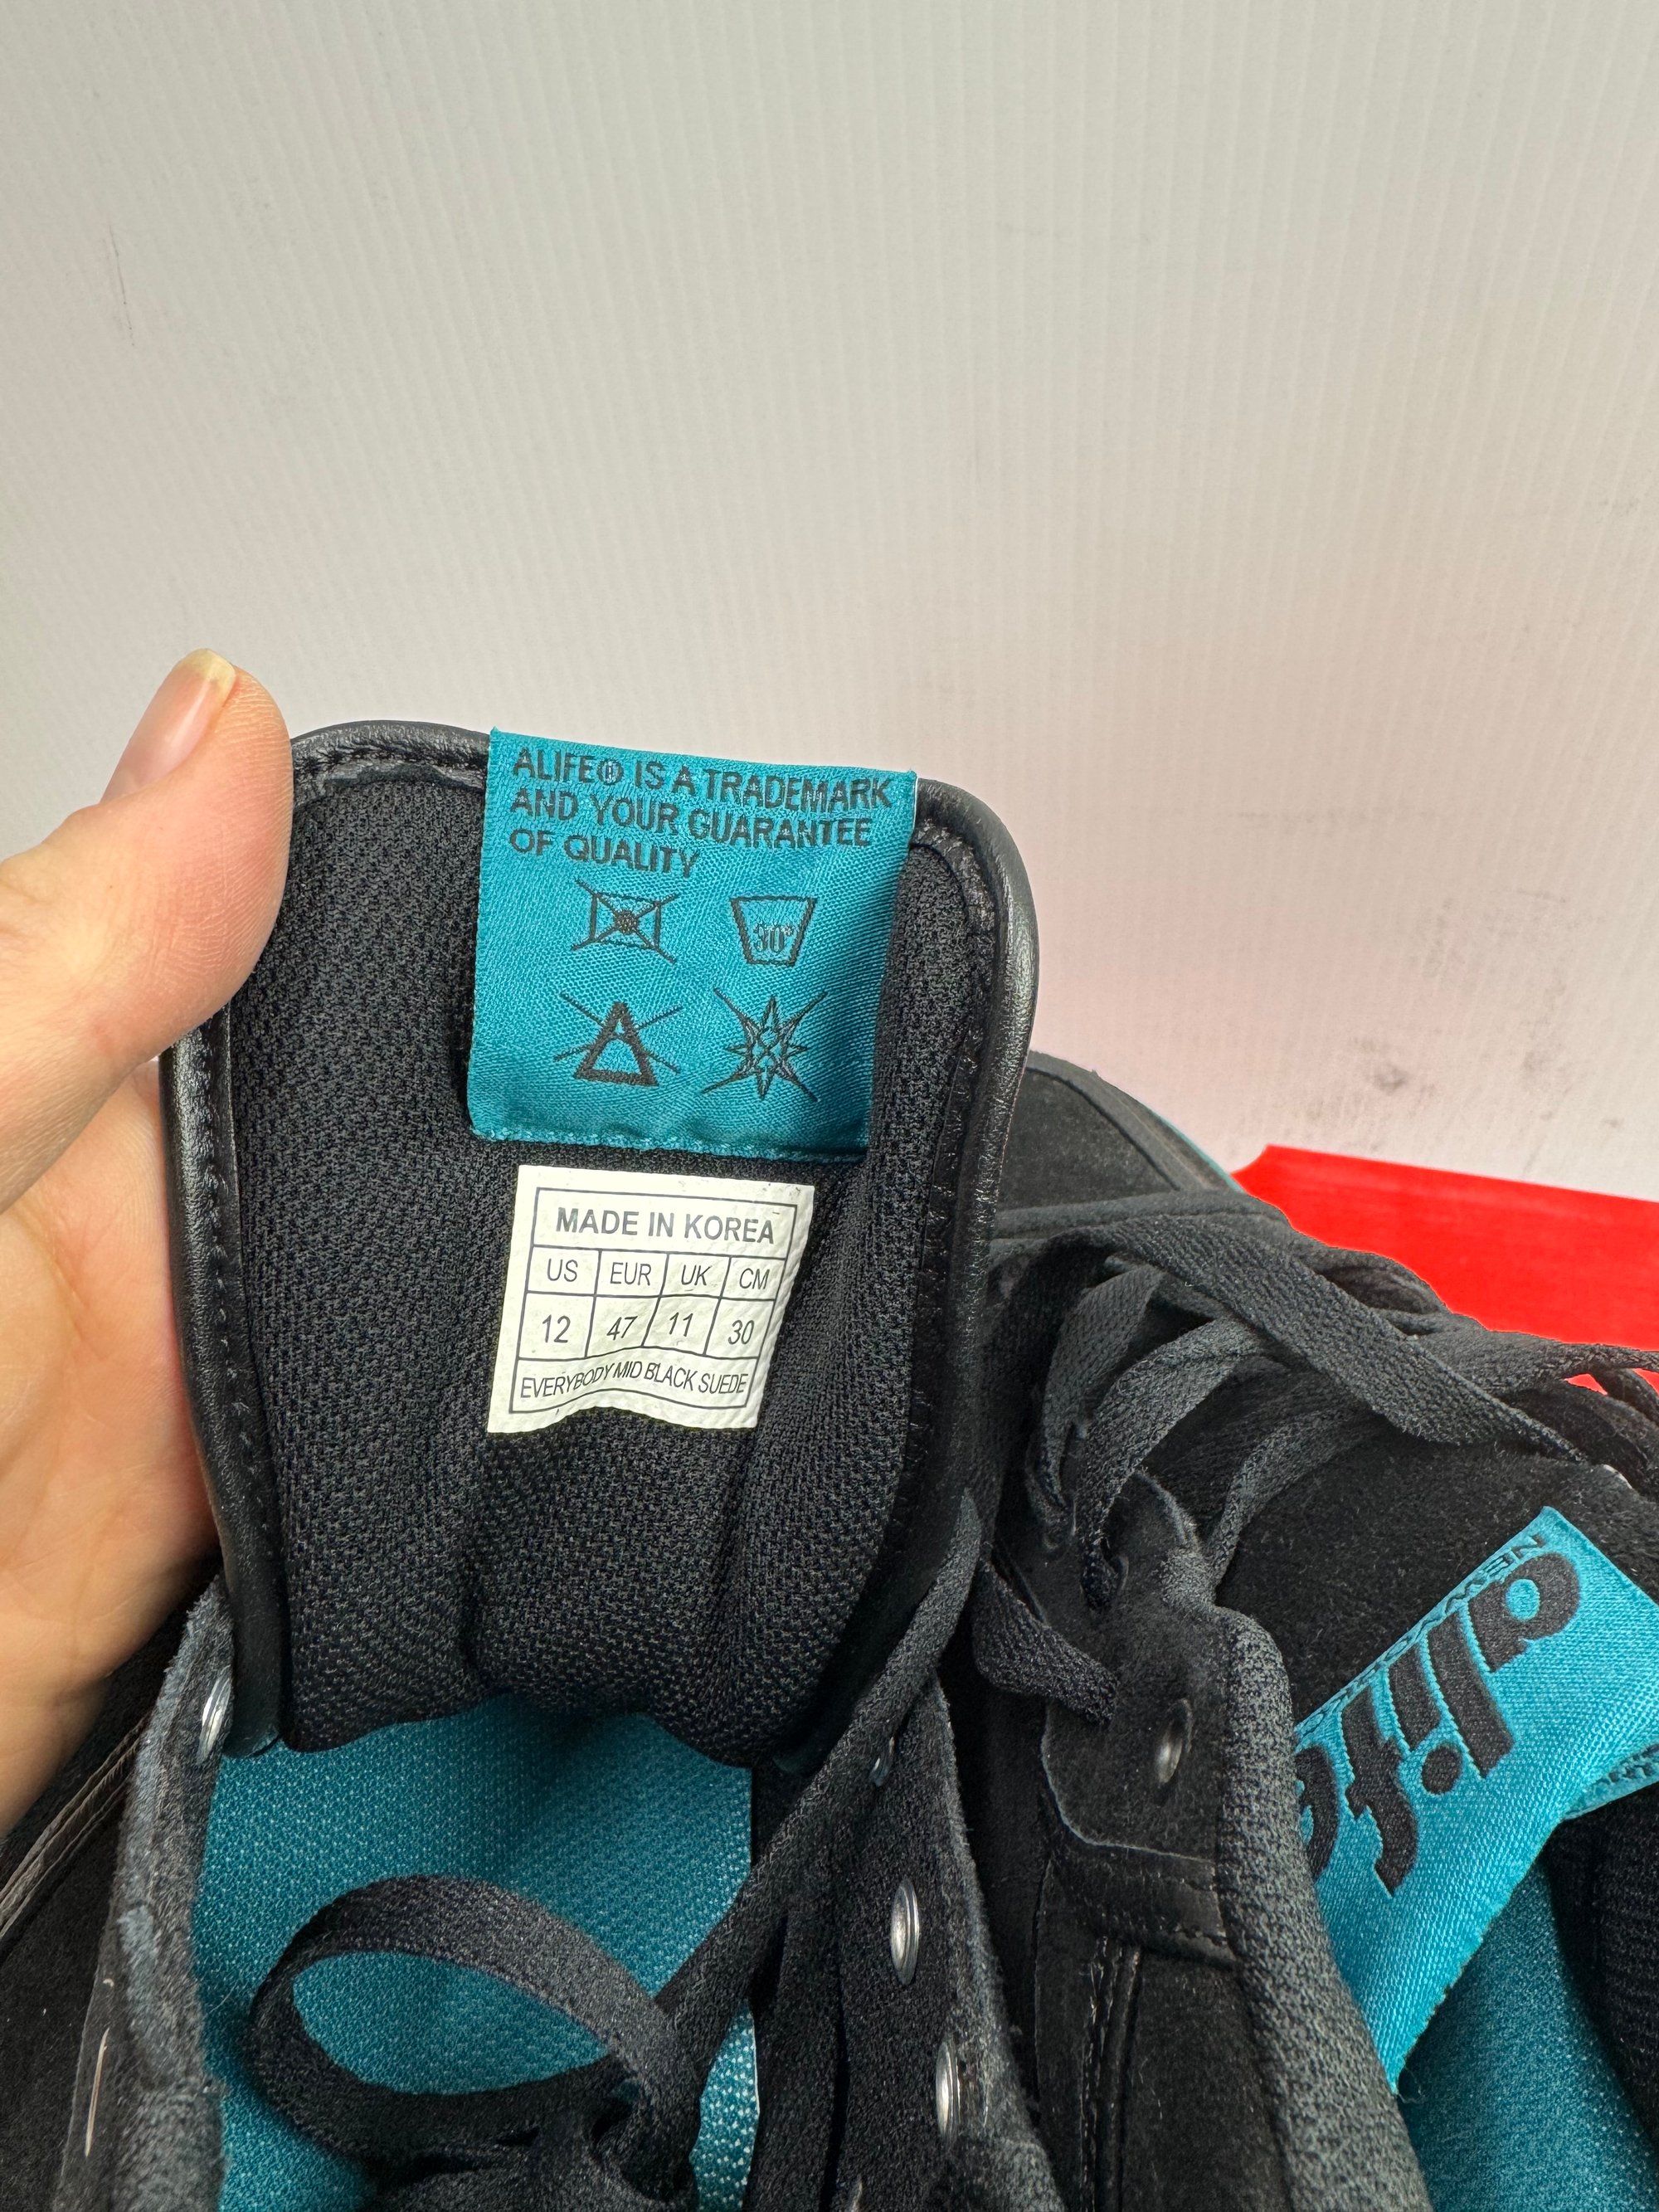 ALIFE® IS A TRADEMARK
AND YOUR GUARANTEE
OF QUALITY
30°
MADE IN KOREA
US EUR UK CM
12 47 11 30
EVERYBODY MID BLACK SUEDE
alife